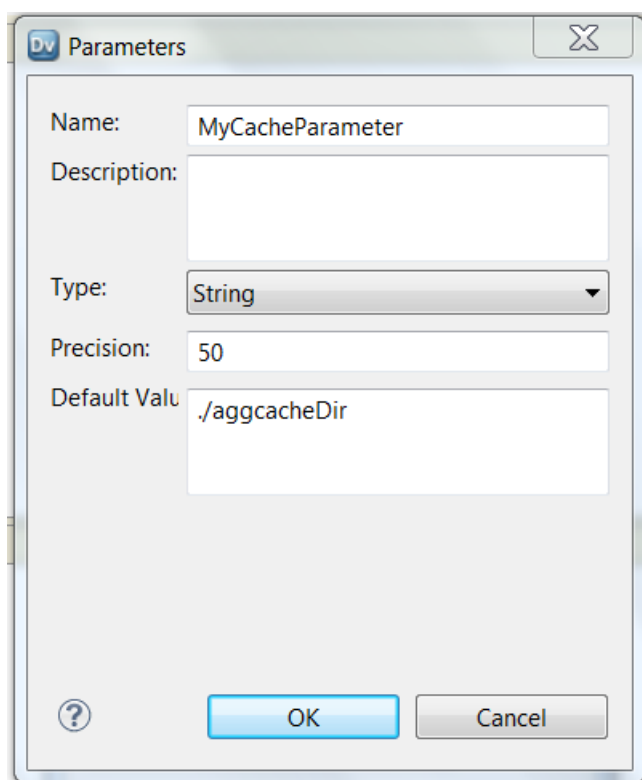 Dv Parameters
Name: MyCacheParameter
Description:
Type: String
Precision: 50
Default Valu ./aggcacheDir
? OK Cancel